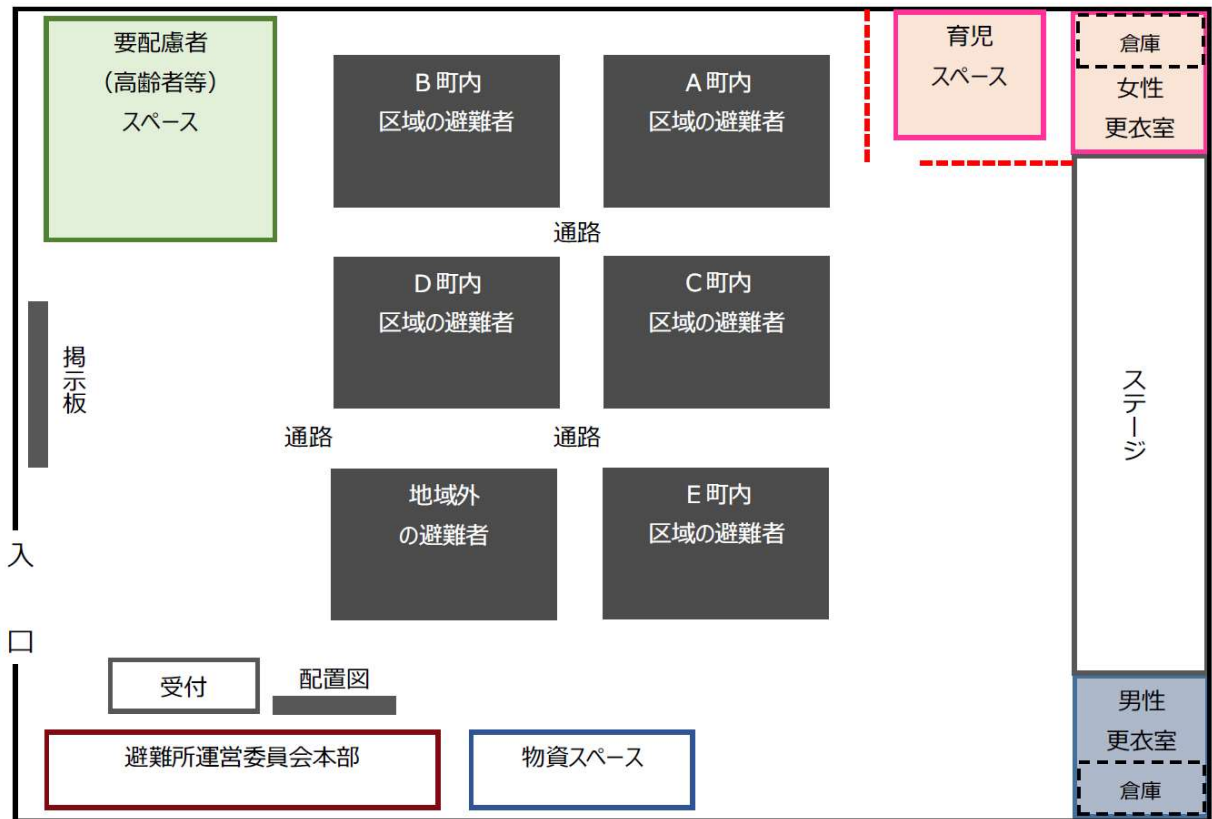 要配慮者
（高齢者等）
スペース
B町内
区域の避難者
A町内
区域の避難者
育児
スペース
倉庫
女性
更衣室
通路
D町内
区域の避難者
C町内
区域の避難者
掲示板
ステージ
通路
通路
地域外
の避難者
E町内
区域の避難者
入口
受付
配置図
男性
更衣室
倉庫
避難所運営委員会本部
物資スペース